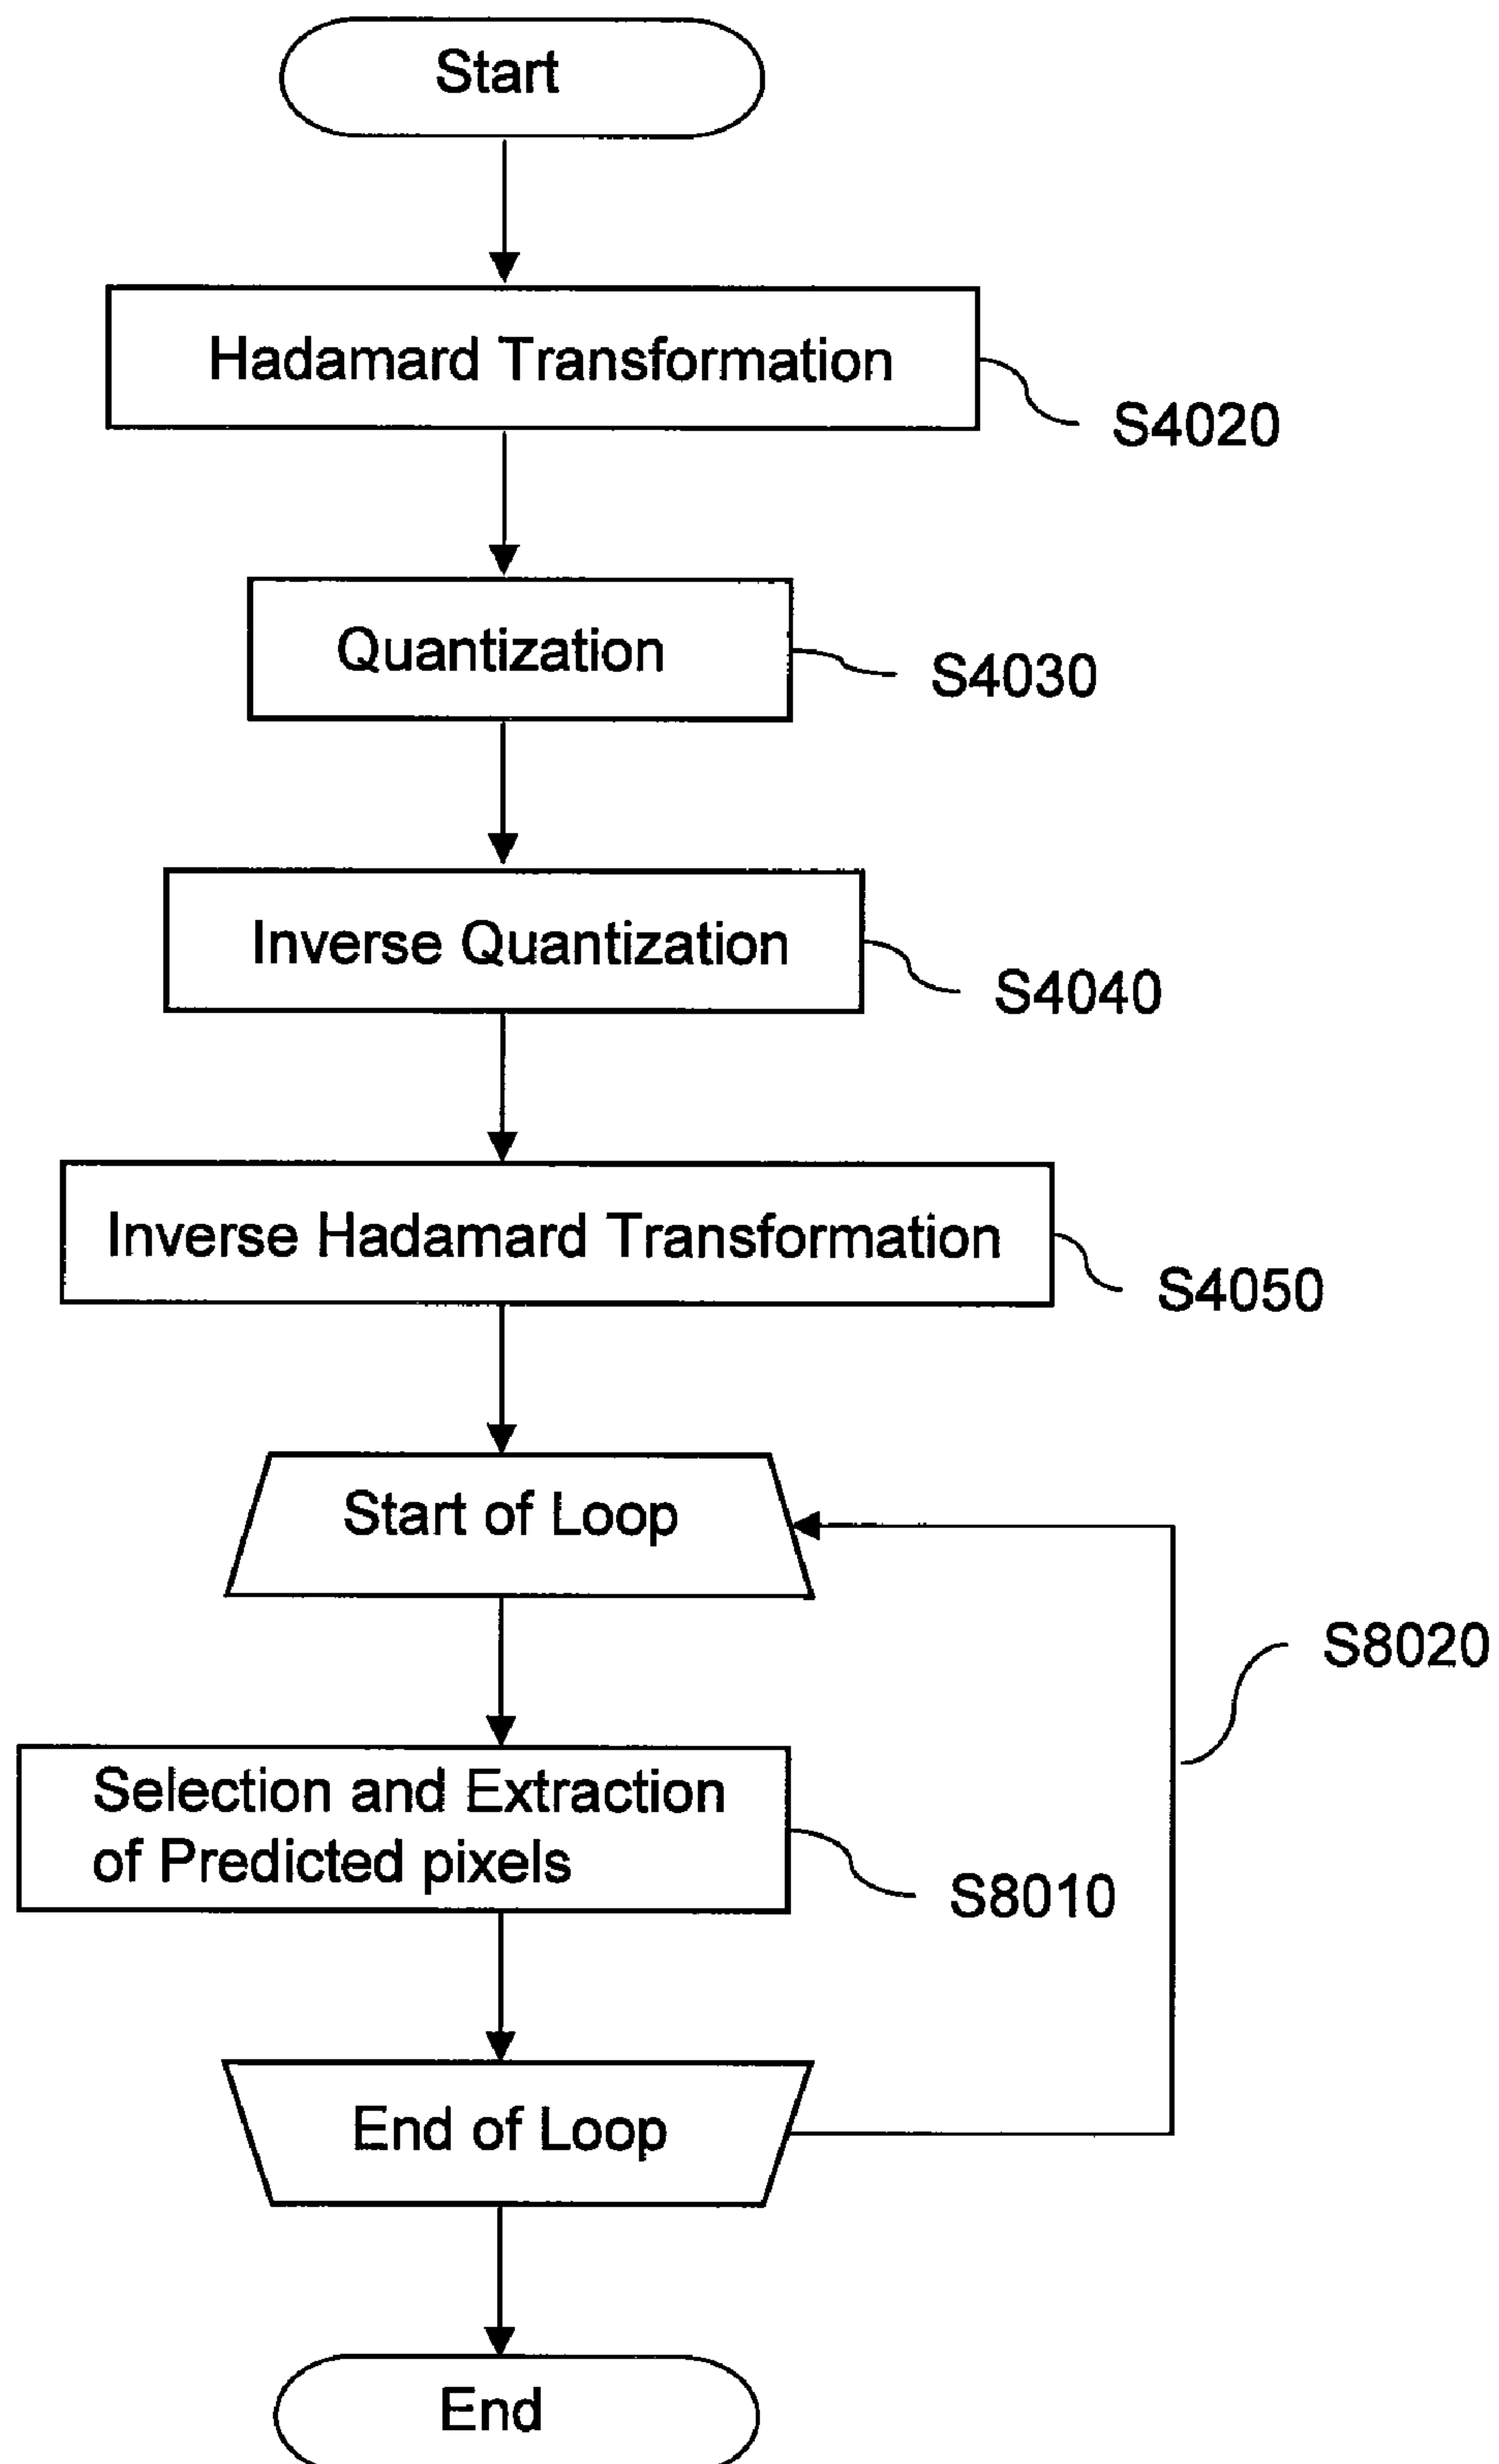 Start
Hadamard Transformation
S4020
Quantization
S4030
Inverse Quantization
S4040
Inverse Hadamard Transformation
S4050
Start of Loop
S8020
Selection and Extraction
of Predicted pixels
S8010
End of Loop
End